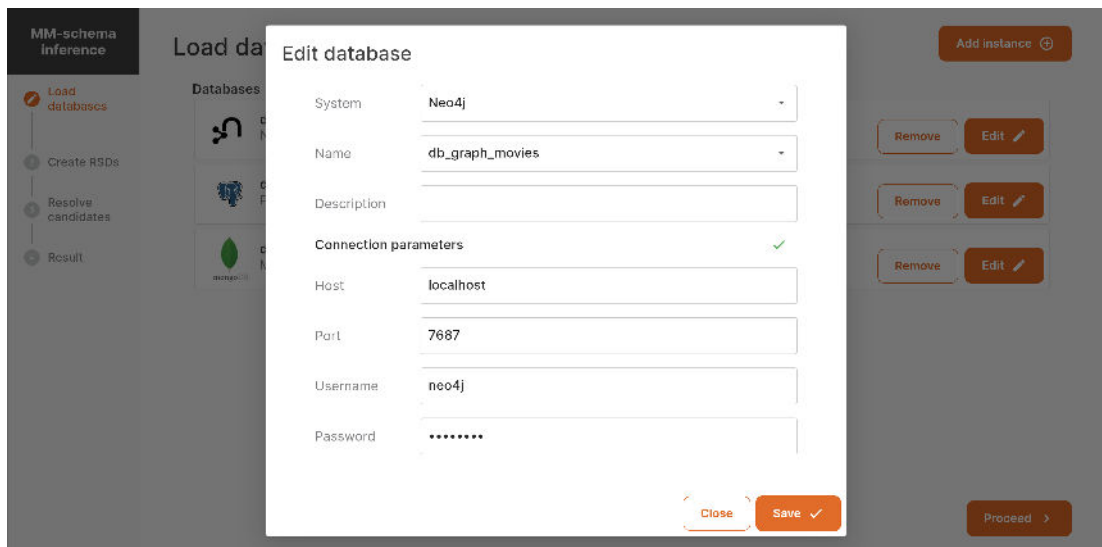 MM-schema
inference
Load da
Add instance
Load
databases
Create RSDs
3
Resolve
candidates
Result
Databases
Remove
Edit
Remove
Edit
Remove
Edit
Edit database
System
Neo4j
Name
db_graph_movies
Description
Connection parameters
Host
localhost
Port
7687
Username
neo4j
Password
••••••••
Close
Save
Proceed